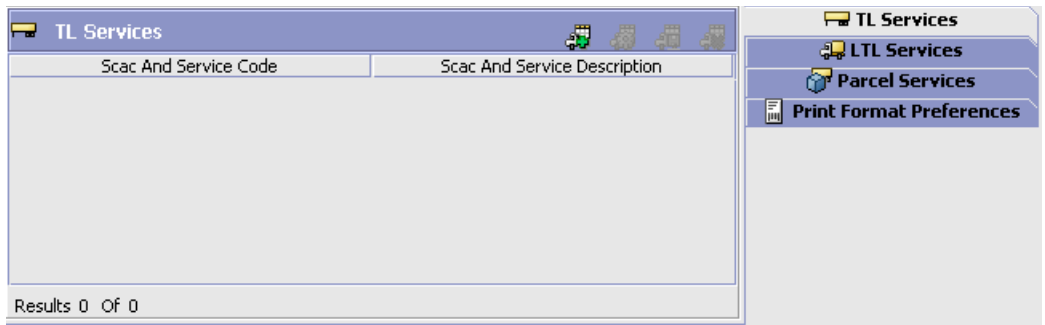 TL Services
Scac And Service Code
Scac And Service Description
Results 0 Of 0
TL Services
LTL Services
Parcel Services
Print Format Preferences